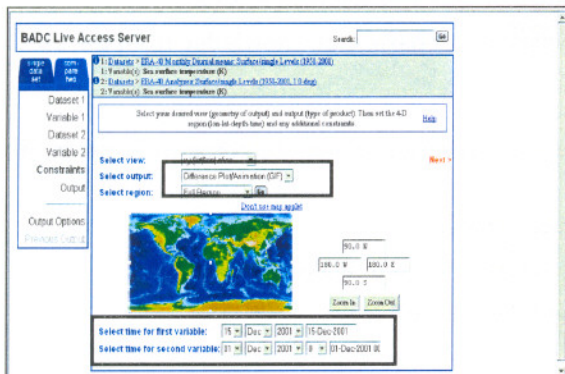 BADC Live Access Server
Search: Go
single data set
com- pare two
1: Datasets > ERA-40 Monthly Diurnal means Surface/single Levels (1958-2001)
1: Variable(s): Sea surface temperature (K)
2: Datasets > ERA-40 Analyses Surface/single Levels (1958-2001, 1.0 deg)
2: Variable(s): Sea surface temperature (K)
Dataset 1
Variable 1
Dataset 2
Variable 2
Constraints
Output
Output Options
Previous Output
Select your desired view (geometry of output) and output (type of product). Then set the 4-D
region (lon-lat-depth-time) and any additional constraints.
Help
Select view:
Next >
Select output: Difference Plot/Animation (GIF)
Select region: Full Region Go
Don't use map applet
90.0 N
180.0 W 180.0 E
90.0 S
Zoom In Zoom Out
Select time for first variable: 15 Dec 2001 15-Dec-2001
Select time for second variable: 01 Dec 2001 0 01-Dec-2001 00